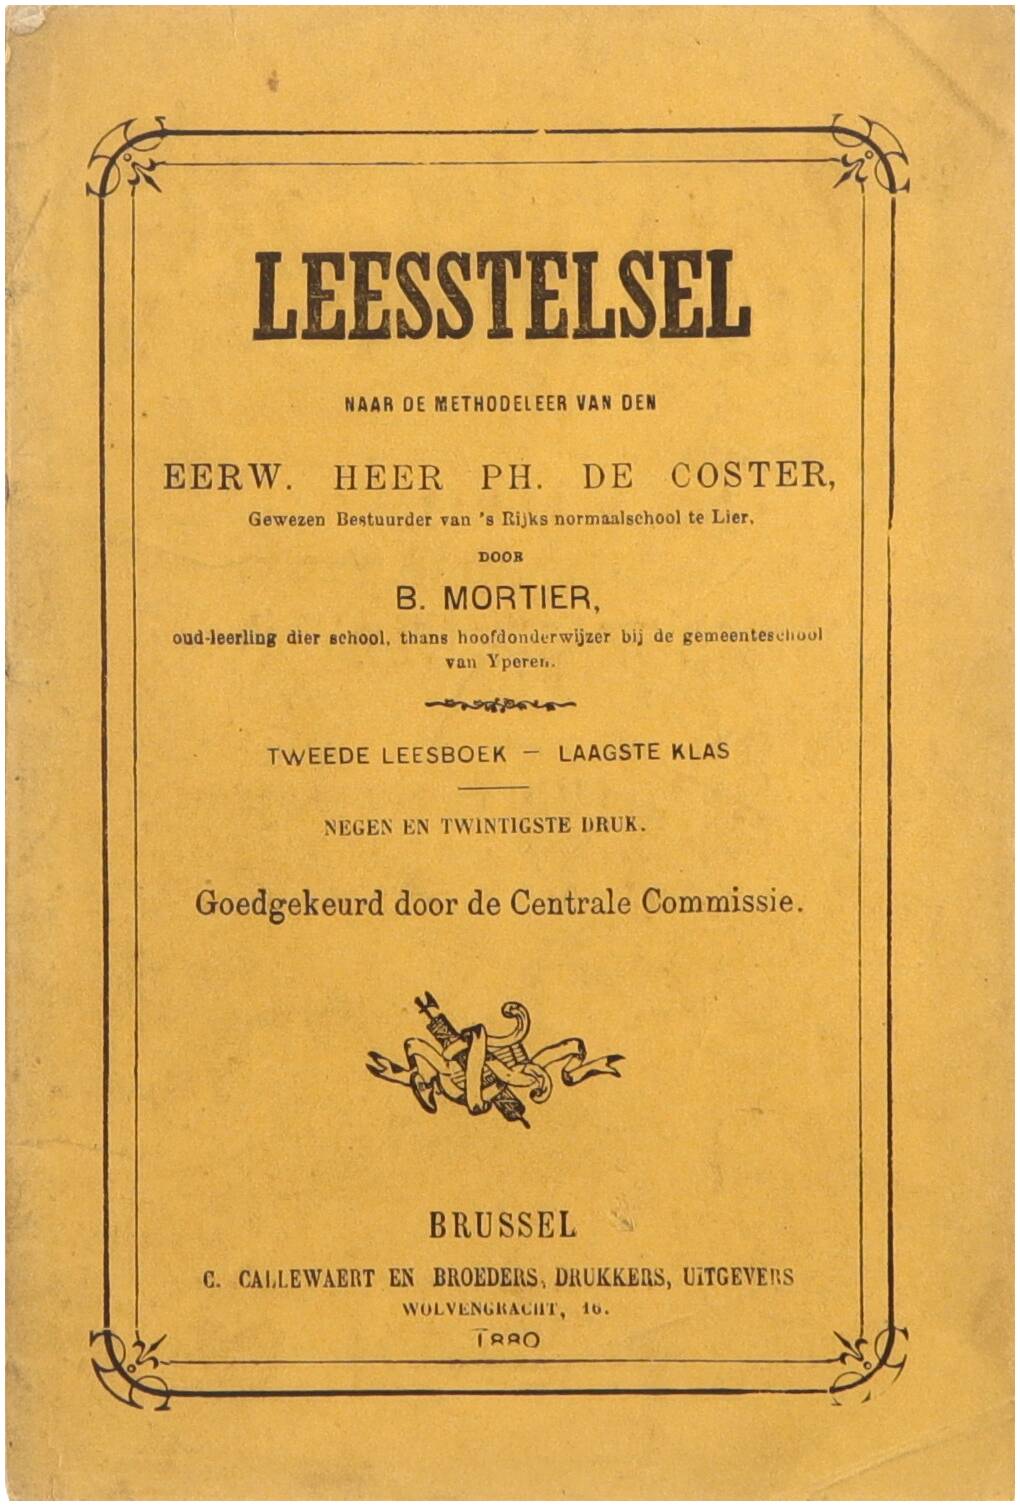 LEESSTELSEL
NAAR DE METHODELEER VAN DEN
EERW. HEER PH. DE COSTER,
Gewezen Bestuurder van 's Rijks normaalschool te Lier,
DOOR
B. MORTIER,
oud-leerling dier school, thans hoofdonderwijzer bij de gemeenteschool
van Yperen.
TWEEDE LEESBOEK — LAAGSTE KLAS
NEGEN EN TWINTIGSTE DRUK.
Goedgekeurd door de Centrale Commissie.
BRUSSEL
C. CALLEWAERT EN BROEDERS, DRUKKERS, UITGEVERS
WOLVENGRACHT, 16.
1880